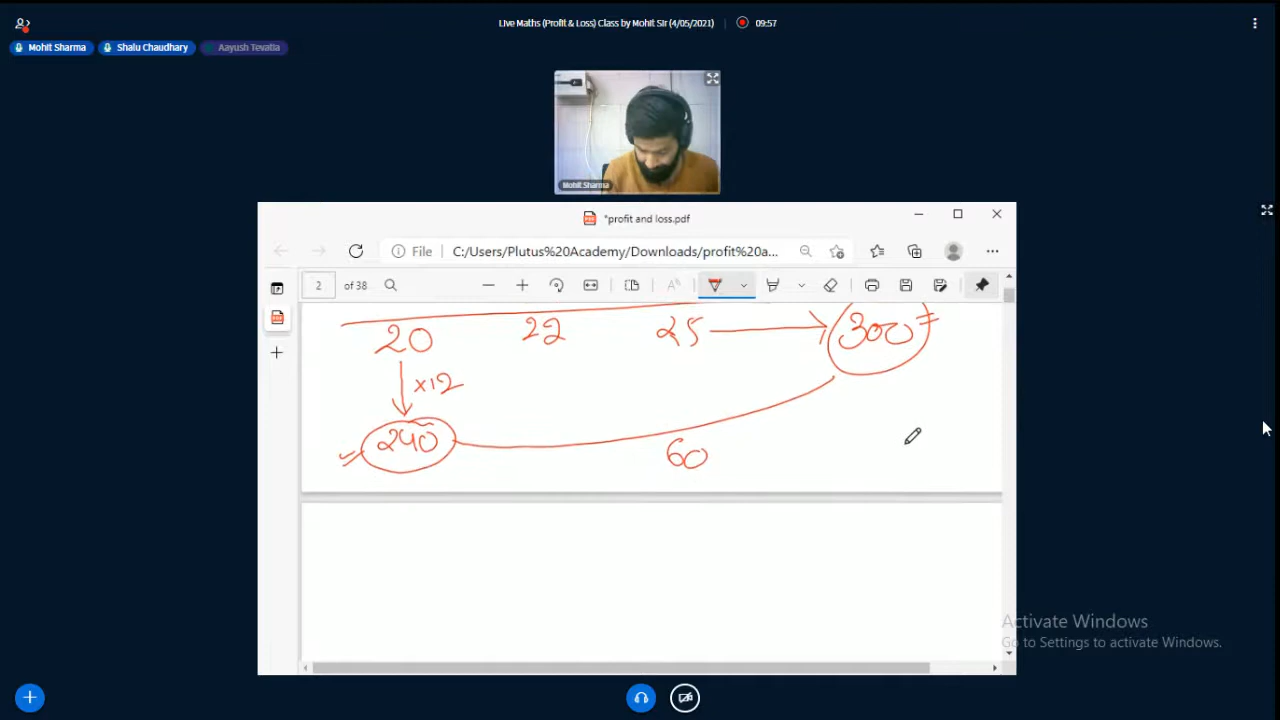 Live Maths (Profit & Loss) Class by Mohit Sir (4/05/2021) 09:57
Mohit Sharma Shalu Chaudhary Aayush Tevatia
Mohit Sharma
*profit and loss.pdf
File C:/Users/Plutus%20Academy/Downloads/profit%20a...
2 of 38
20 22 25 300
×12
240
60
Activate Windows
Go to Settings to activate Windows.